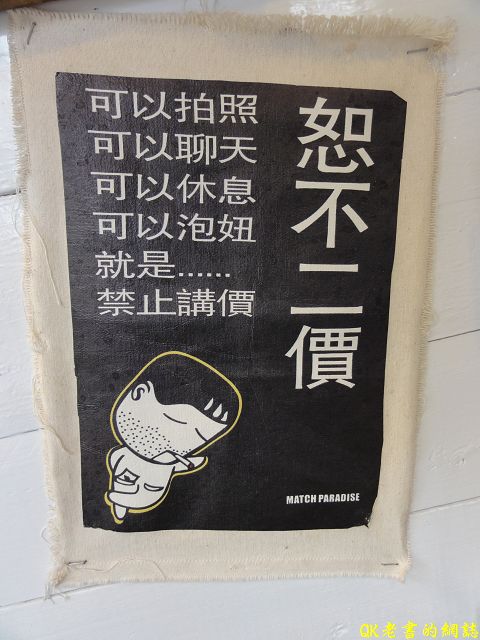 恕不二價
可以拍照
可以聊天
可以休息
可以泡妞
就是......
禁止講價
MATCH PARADISE
QK老書的網誌